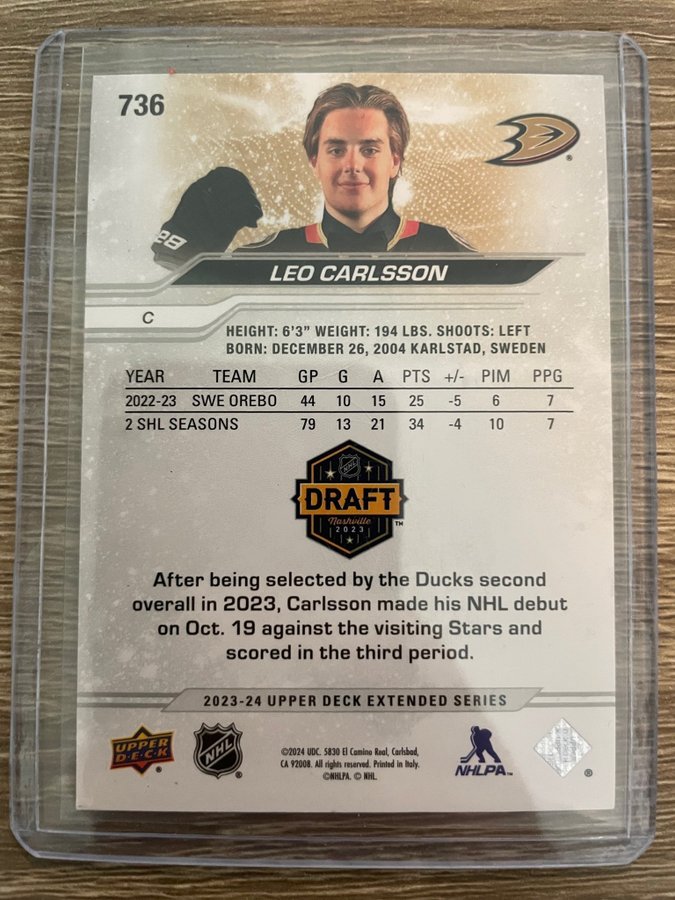 736
28
LEO CARLSSON
C
HEIGHT: 6'3" WEIGHT: 194 LBS. SHOOTS: LEFT
BORN: DECEMBER 26, 2004 KARLSTAD, SWEDEN
YEAR TEAM GP G A PTS +/- PIM PPG
2022-23 SWE OREBO 44 10 15 25 -5 6 7
2 SHL SEASONS 79 13 21 34 -4 10 7
NHL
DRAFT
Nashville
2023
TM
After being selected by the Ducks second
overall in 2023, Carlsson made his NHL debut
on Oct. 19 against the visiting Stars and
scored in the third period.
2023-24 UPPER DECK EXTENDED SERIES
UPPER
D·E·C·K
®
NHL
®
©2024 UDC. 5830 El Camino Real, Carlsbad,
CA 92008. All rights reserved. Printed in Italy.
©NHLPA. © NHL.
NHLPA™
®